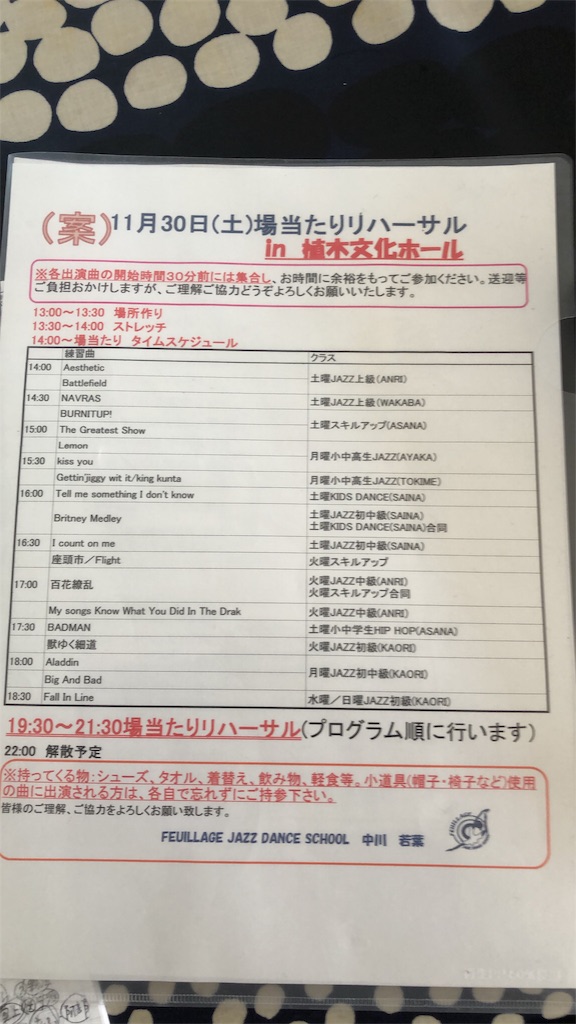 (案)11月30日(土)場当たりリハーサル
in 植木文化ホール
※各出演曲の開始時間30分前には集合し、お時間に余裕をもってご参加ください。送迎等
ご負担おかけしますが、ご理解ご協力どうぞよろしくお願いいたします。
13:00～13:30 場所作り
13:30～14:00 ストレッチ
14:00～場当たり タイムスケジュール
練習曲 クラス
14:00 Aesthetic 土曜JAZZ上級(ANRI)
Battlefield
14:30 NAVRAS 土曜JAZZ上級(WAKABA)
BURNITUP! 土曜スキルアップ(ASANA)
15:00 The Greatest Show
Lemon 月曜小中高生JAZZ(AYAKA)
15:30 kiss you
Gettin'jiggy wit it/king kunta 月曜小中高生JAZZ(TOKIME)
16:00 Tell me something I don't know 土曜KIDS DANCE(SAINA)
Britney Medley 土曜JAZZ初中級(SAINA)
土曜KIDS DANCE(SAINA)合同
16:30 I count on me 土曜JAZZ初中級(SAINA)
座頭市／Flight 火曜スキルアップ
17:00 百花繚乱 火曜JAZZ中級(ANRI)
火曜スキルアップ合同
My songs Know What You Did In The Drak 火曜JAZZ中級(ANRI)
17:30 BADMAN 土曜小中学生HIP HOP(ASANA)
獣ゆく細道 火曜JAZZ初級(KAORI)
18:00 Aladdin 月曜JAZZ初中級(KAORI)
Big And Bad
18:30 Fall In Line 水曜／日曜JAZZ初級(KAORI)
19:30～21:30場当たりリハーサル(プログラム順に行います)
22:00 解散予定
※持ってくる物：シューズ、タオル、着替え、飲み物、軽食等。小道具(帽子・椅子など)使用
の曲に出演される方は、各自で忘れずにご持参下さい。
皆様のご理解、ご協力をよろしくお願い致します。
FEUILLAGE JAZZ DANCE SCHOOL 中川 若葉